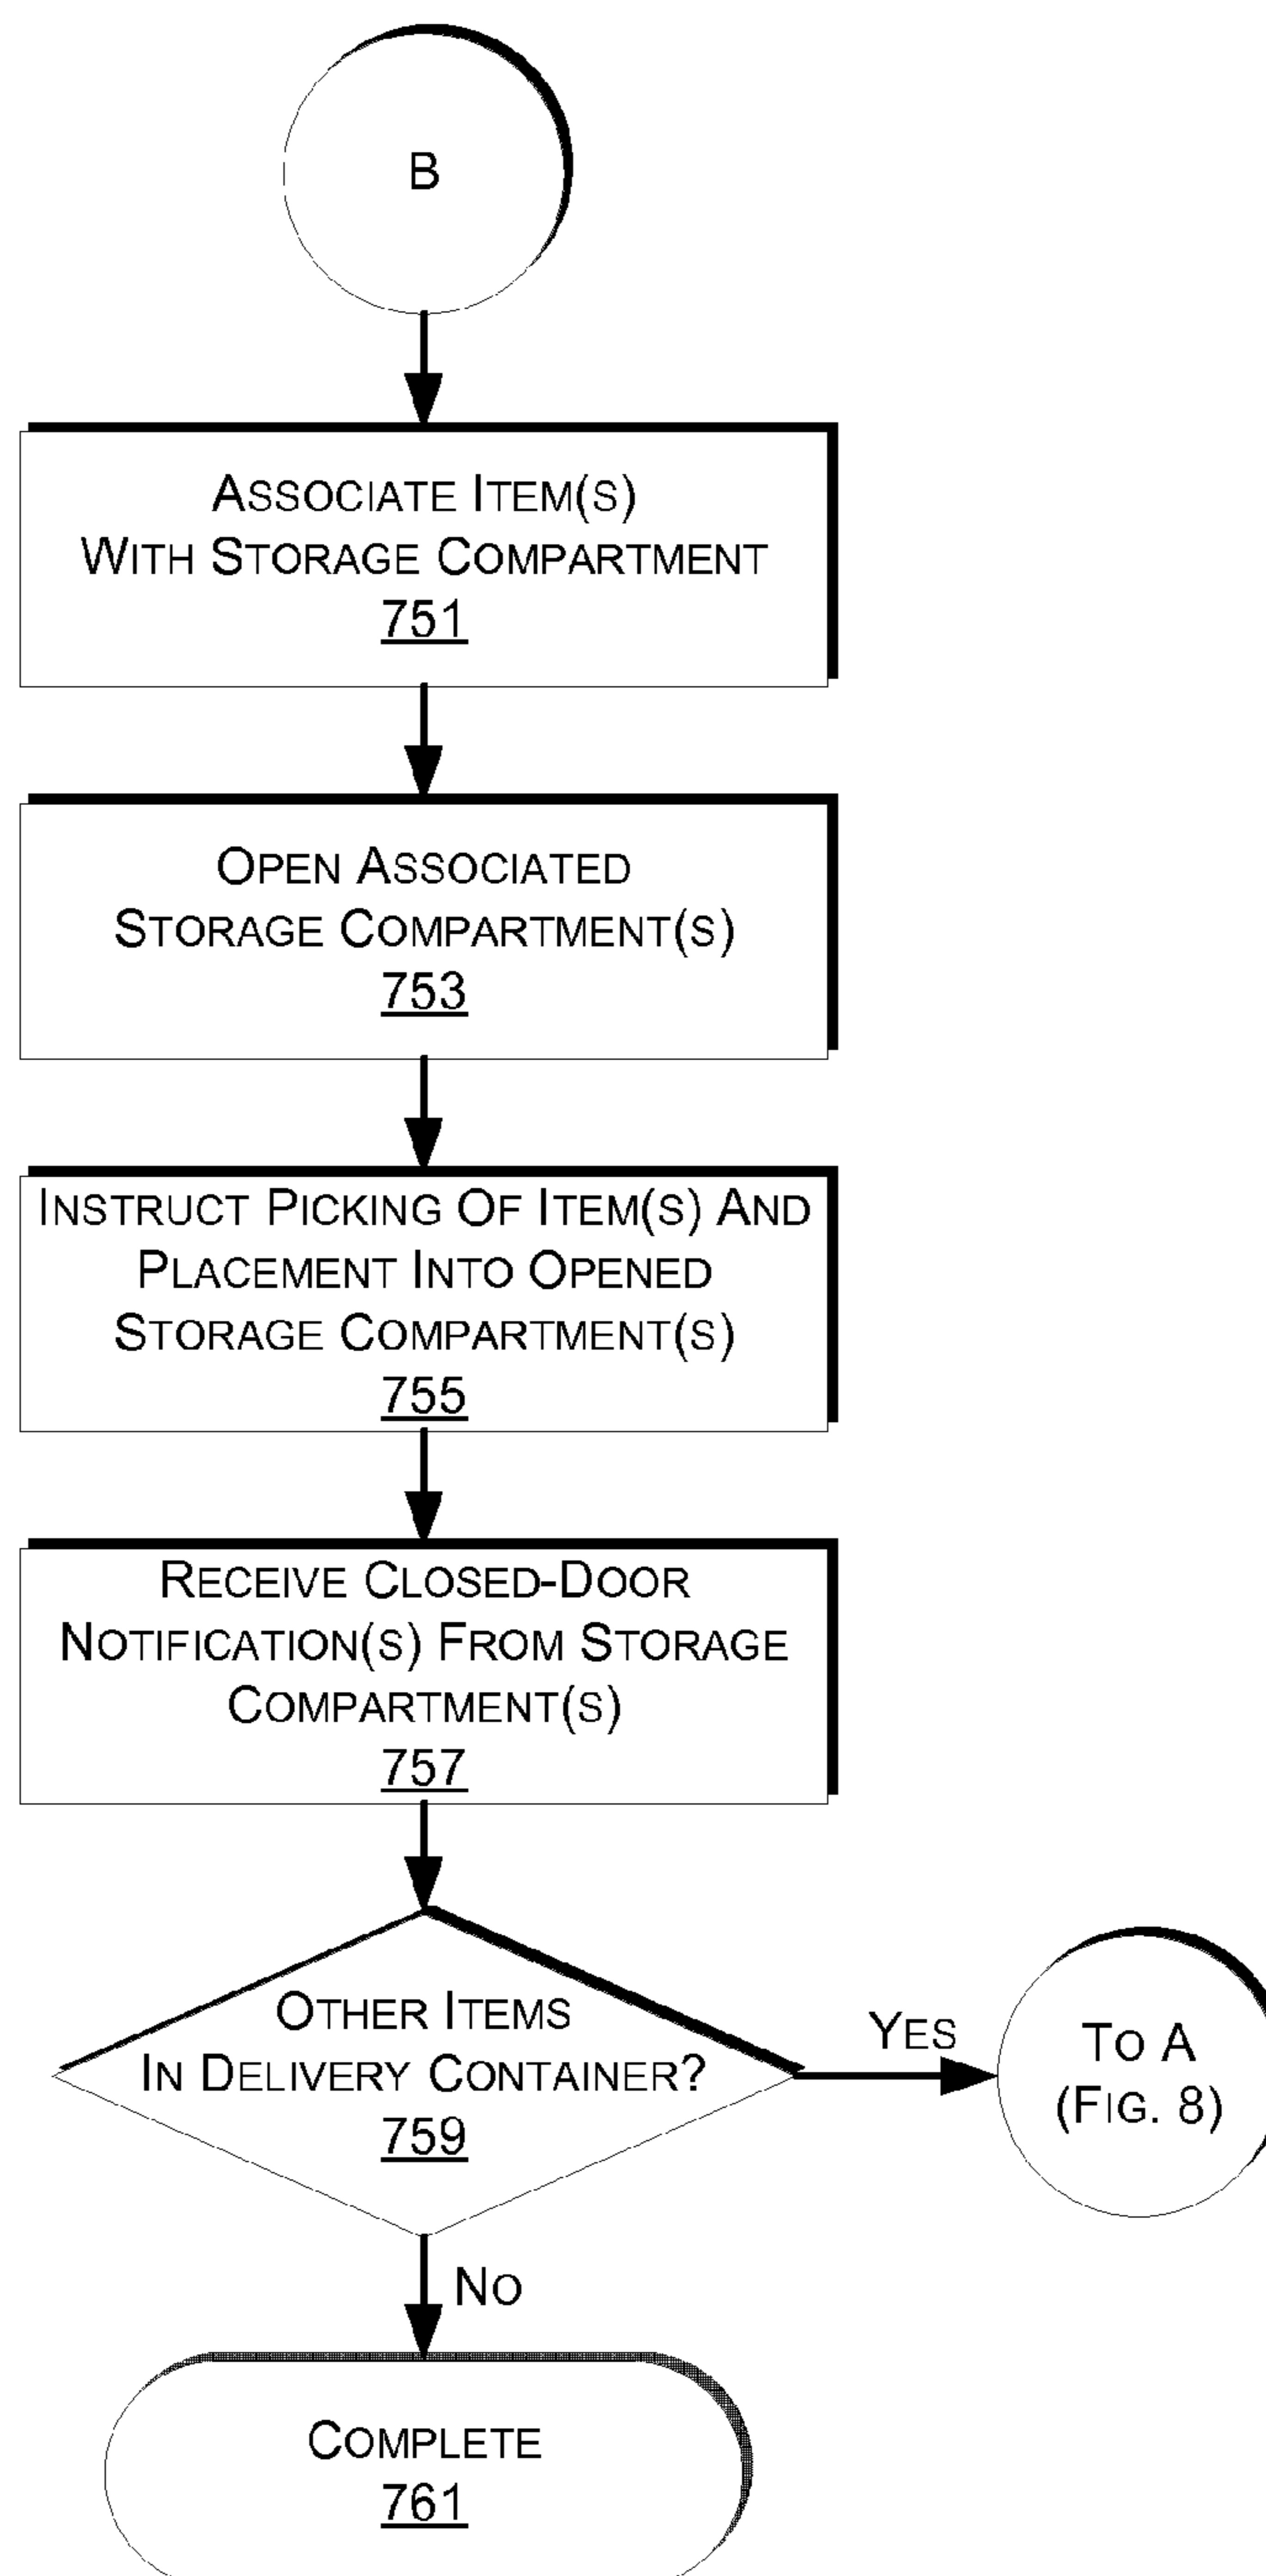 B
ASSOCIATE ITEM(S)
WITH STORAGE COMPARTMENT
751
OPEN ASSOCIATED
STORAGE COMPARTMENT(S)
753
INSTRUCT PICKING OF ITEM(S) AND
PLACEMENT INTO OPENED
STORAGE COMPARTMENT(S)
755
RECEIVE CLOSED-DOOR
NOTIFICATION(S) FROM STORAGE
COMPARTMENT(S)
757
OTHER ITEMS
IN DELIVERY CONTAINER?
759
YES
TO A
(FIG. 8)
NO
COMPLETE
761